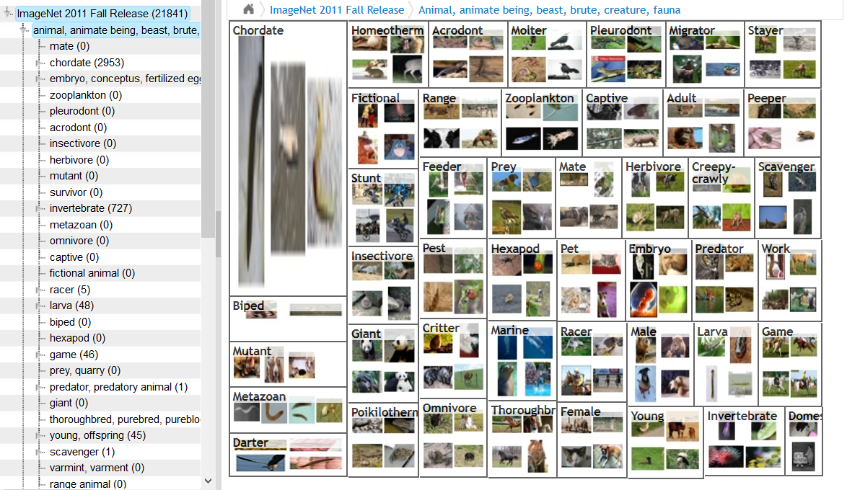 ImageNet 2011 Fall Release (21841)
animal, animate being, beast, brute,
mate (0)
chordate (2953)
embryo, conceptus, fertilized egg
zooplankton (0)
pleurodont (0)
acrodont (0)
insectivore (0)
herbivore (0)
mutant (0)
survivor (0)
invertebrate (727)
metazoan (0)
omnivore (0)
captive (0)
fictional animal (0)
racer (5)
larva (48)
biped (0)
hexapod (0)
game (46)
prey, quarry (0)
predator, predatory animal (1)
giant (0)
thoroughbred, purebred, pureblo
young, offspring (45)
scavenger (1)
varmint, varment (0)
range animal (0)
ImageNet 2011 Fall Release
Animal, animate being, beast, brute, creature, fauna
Chordate
Homeotherm
Acrodont
Molter
Pleurodont
Migrator
Stayer
Fictional
Range
Zooplankton
Captive
Adult
Peeper
Stunt
Feeder
Prey
Mate
Herbivore
Creepy-
crawly
Scavenger
Insectivore
Pest
Hexapod
Pet
Embryo
Predator
Work
Biped
Giant
Critter
Marine
Racer
Male
Larva
Game
Mutant
Metazoan
Poikilotherm
Omnivore
Thoroughbr
Female
Young
Invertebrate
Domes
Darter